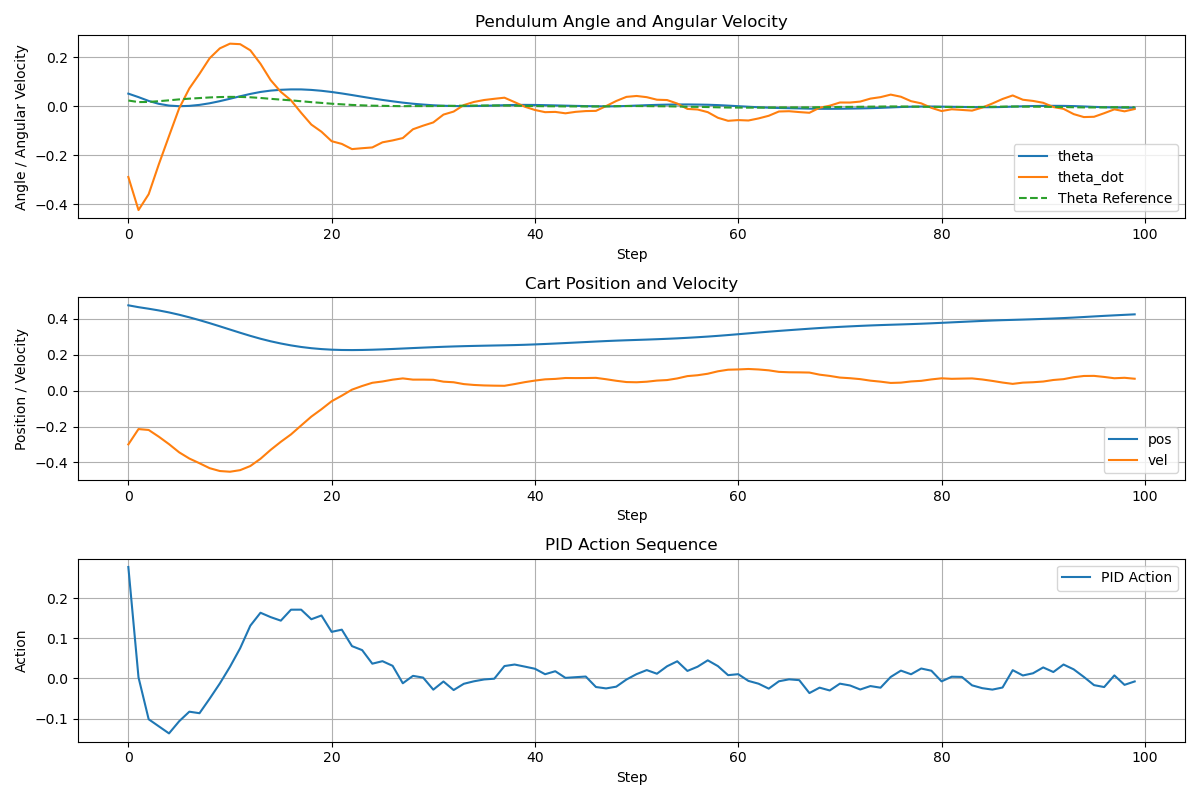 Pendulum Angle and Angular Velocity
Angle / Angular Velocity
0.2
0.0
−0.2
−0.4
theta
theta_dot
Theta Reference
0 20 40 60 80 100
Step
Cart Position and Velocity
Position / Velocity
0.4
0.2
0.0
−0.2
−0.4
pos
vel
0 20 40 60 80 100
Step
PID Action Sequence
Action
0.2
0.1
0.0
−0.1
PID Action
0 20 40 60 80 100
Step